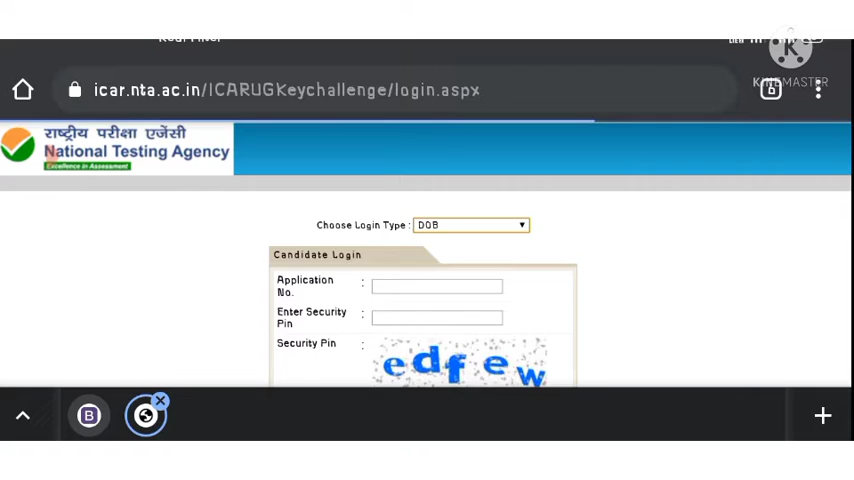 icar.nta.ac.in/ICARUGKeychallenge/login.aspx
KINEMASTER
राष्ट्रीय परीक्षा एजेंसी
National Testing Agency
Excellence in Assessment
Choose Login Type : DOB
Candidate Login
Application No. :
Enter Security Pin :
Security Pin :
edfew
B